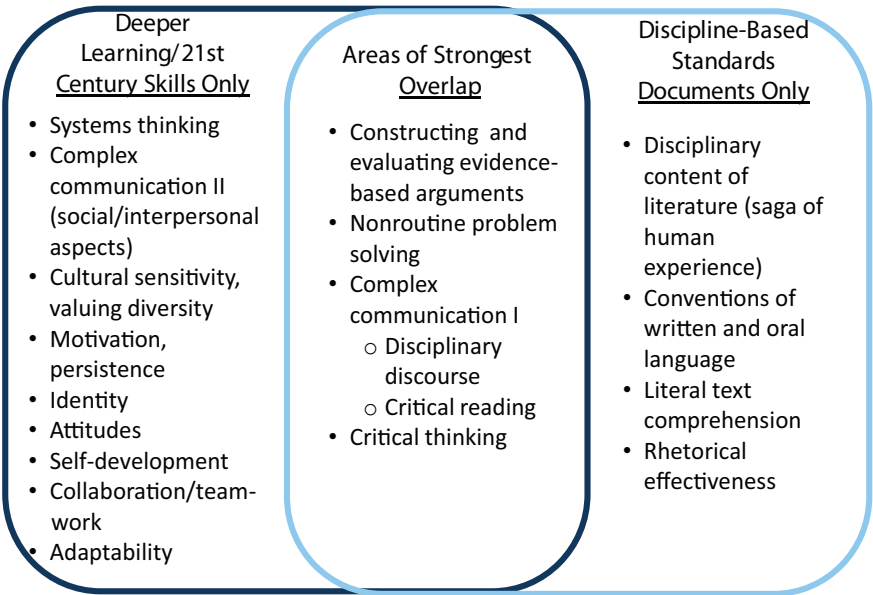 Deeper
Learning/21st
Century Skills Only
• Systems thinking
• Complex
communication II
(social/interpersonal
aspects)
• Cultural sensitivity,
valuing diversity
• Motivation,
persistence
• Identity
• Attitudes
• Self-development
• Collaboration/team-
work
• Adaptability
Areas of Strongest
Overlap
• Constructing and
evaluating evidence-
based arguments
• Nonroutine problem
solving
• Complex
communication I
o Disciplinary
discourse
o Critical reading
• Critical thinking
Discipline-Based
Standards
Documents Only
• Disciplinary
content of
literature (saga of
human
experience)
• Conventions of
written and oral
language
• Literal text
comprehension
• Rhetorical
effectiveness